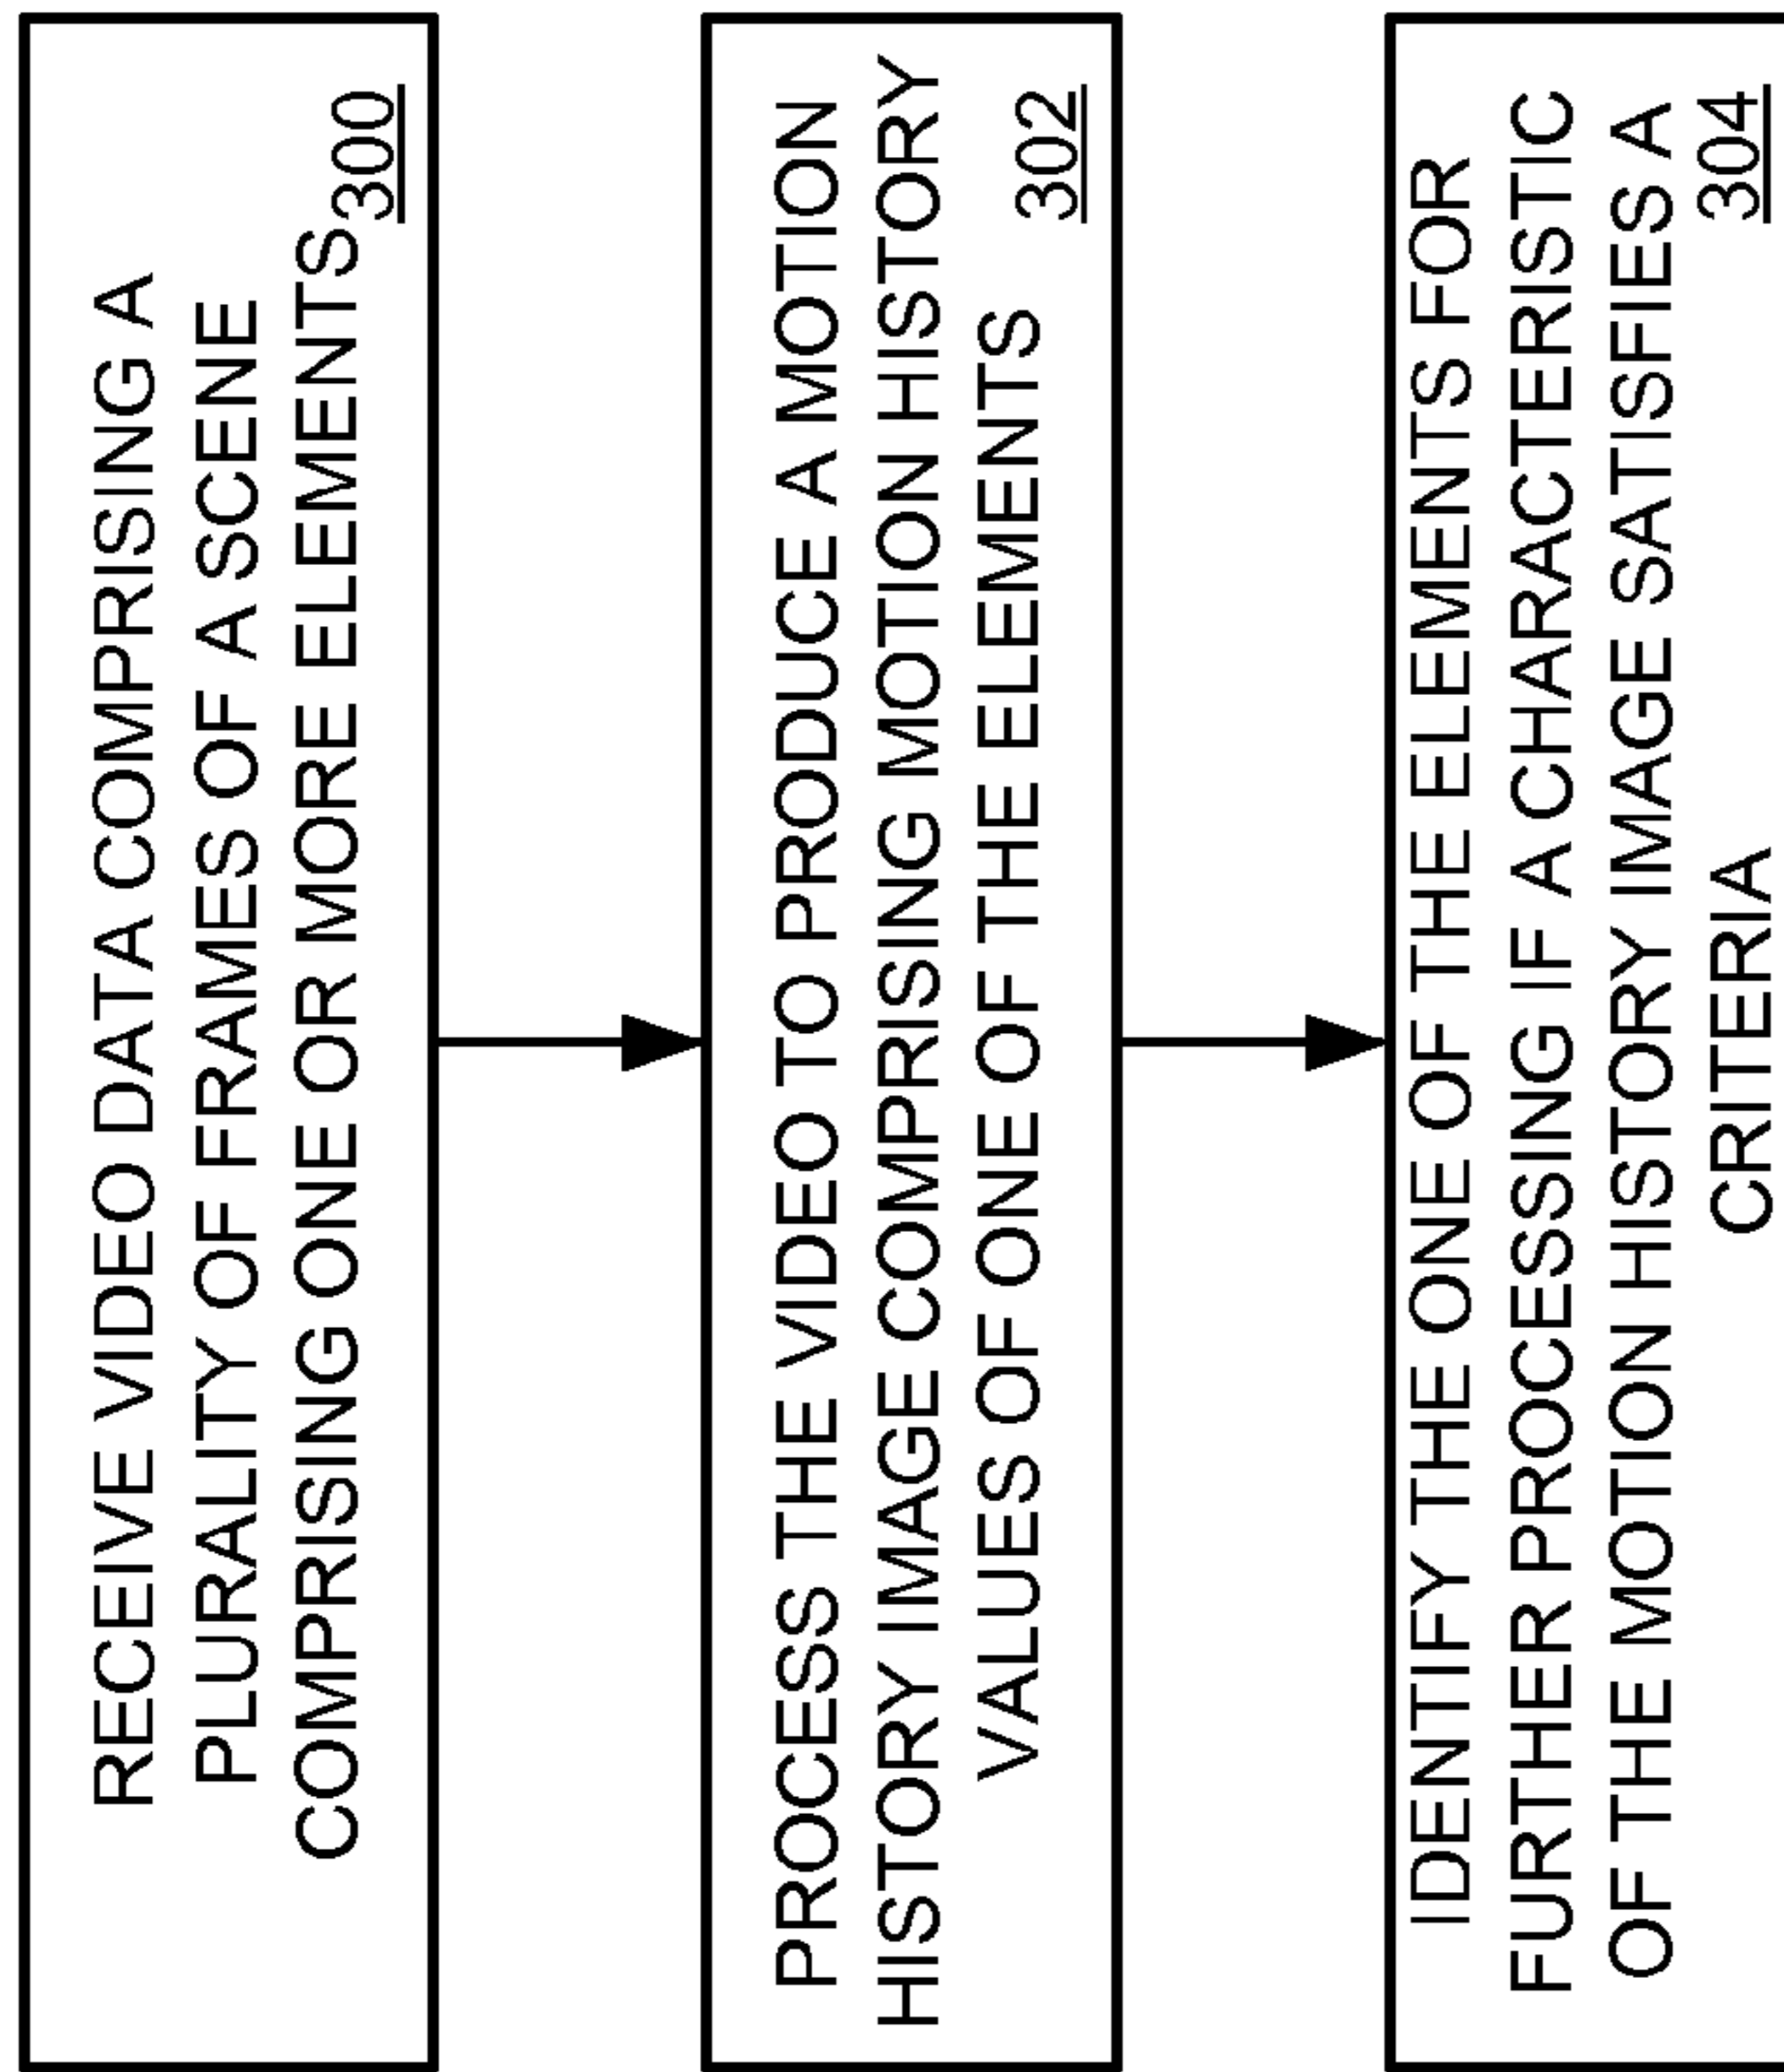 RECEIVE VIDEO DATA COMPRISING A
PLURALITY OF FRAMES OF A SCENE
COMPRISING ONE OR MORE ELEMENTS
300
PROCESS THE VIDEO TO PRODUCE A MOTION
HISTORY IMAGE COMPRISING MOTION HISTORY
VALUES OF ONE OF THE ELEMENTS
302
IDENTIFY THE ONE OF THE ELEMENTS FOR
FURTHER PROCESSING IF A CHARACTERISTIC
OF THE MOTION HISTORY IMAGE SATISFIES A
CRITERIA
304